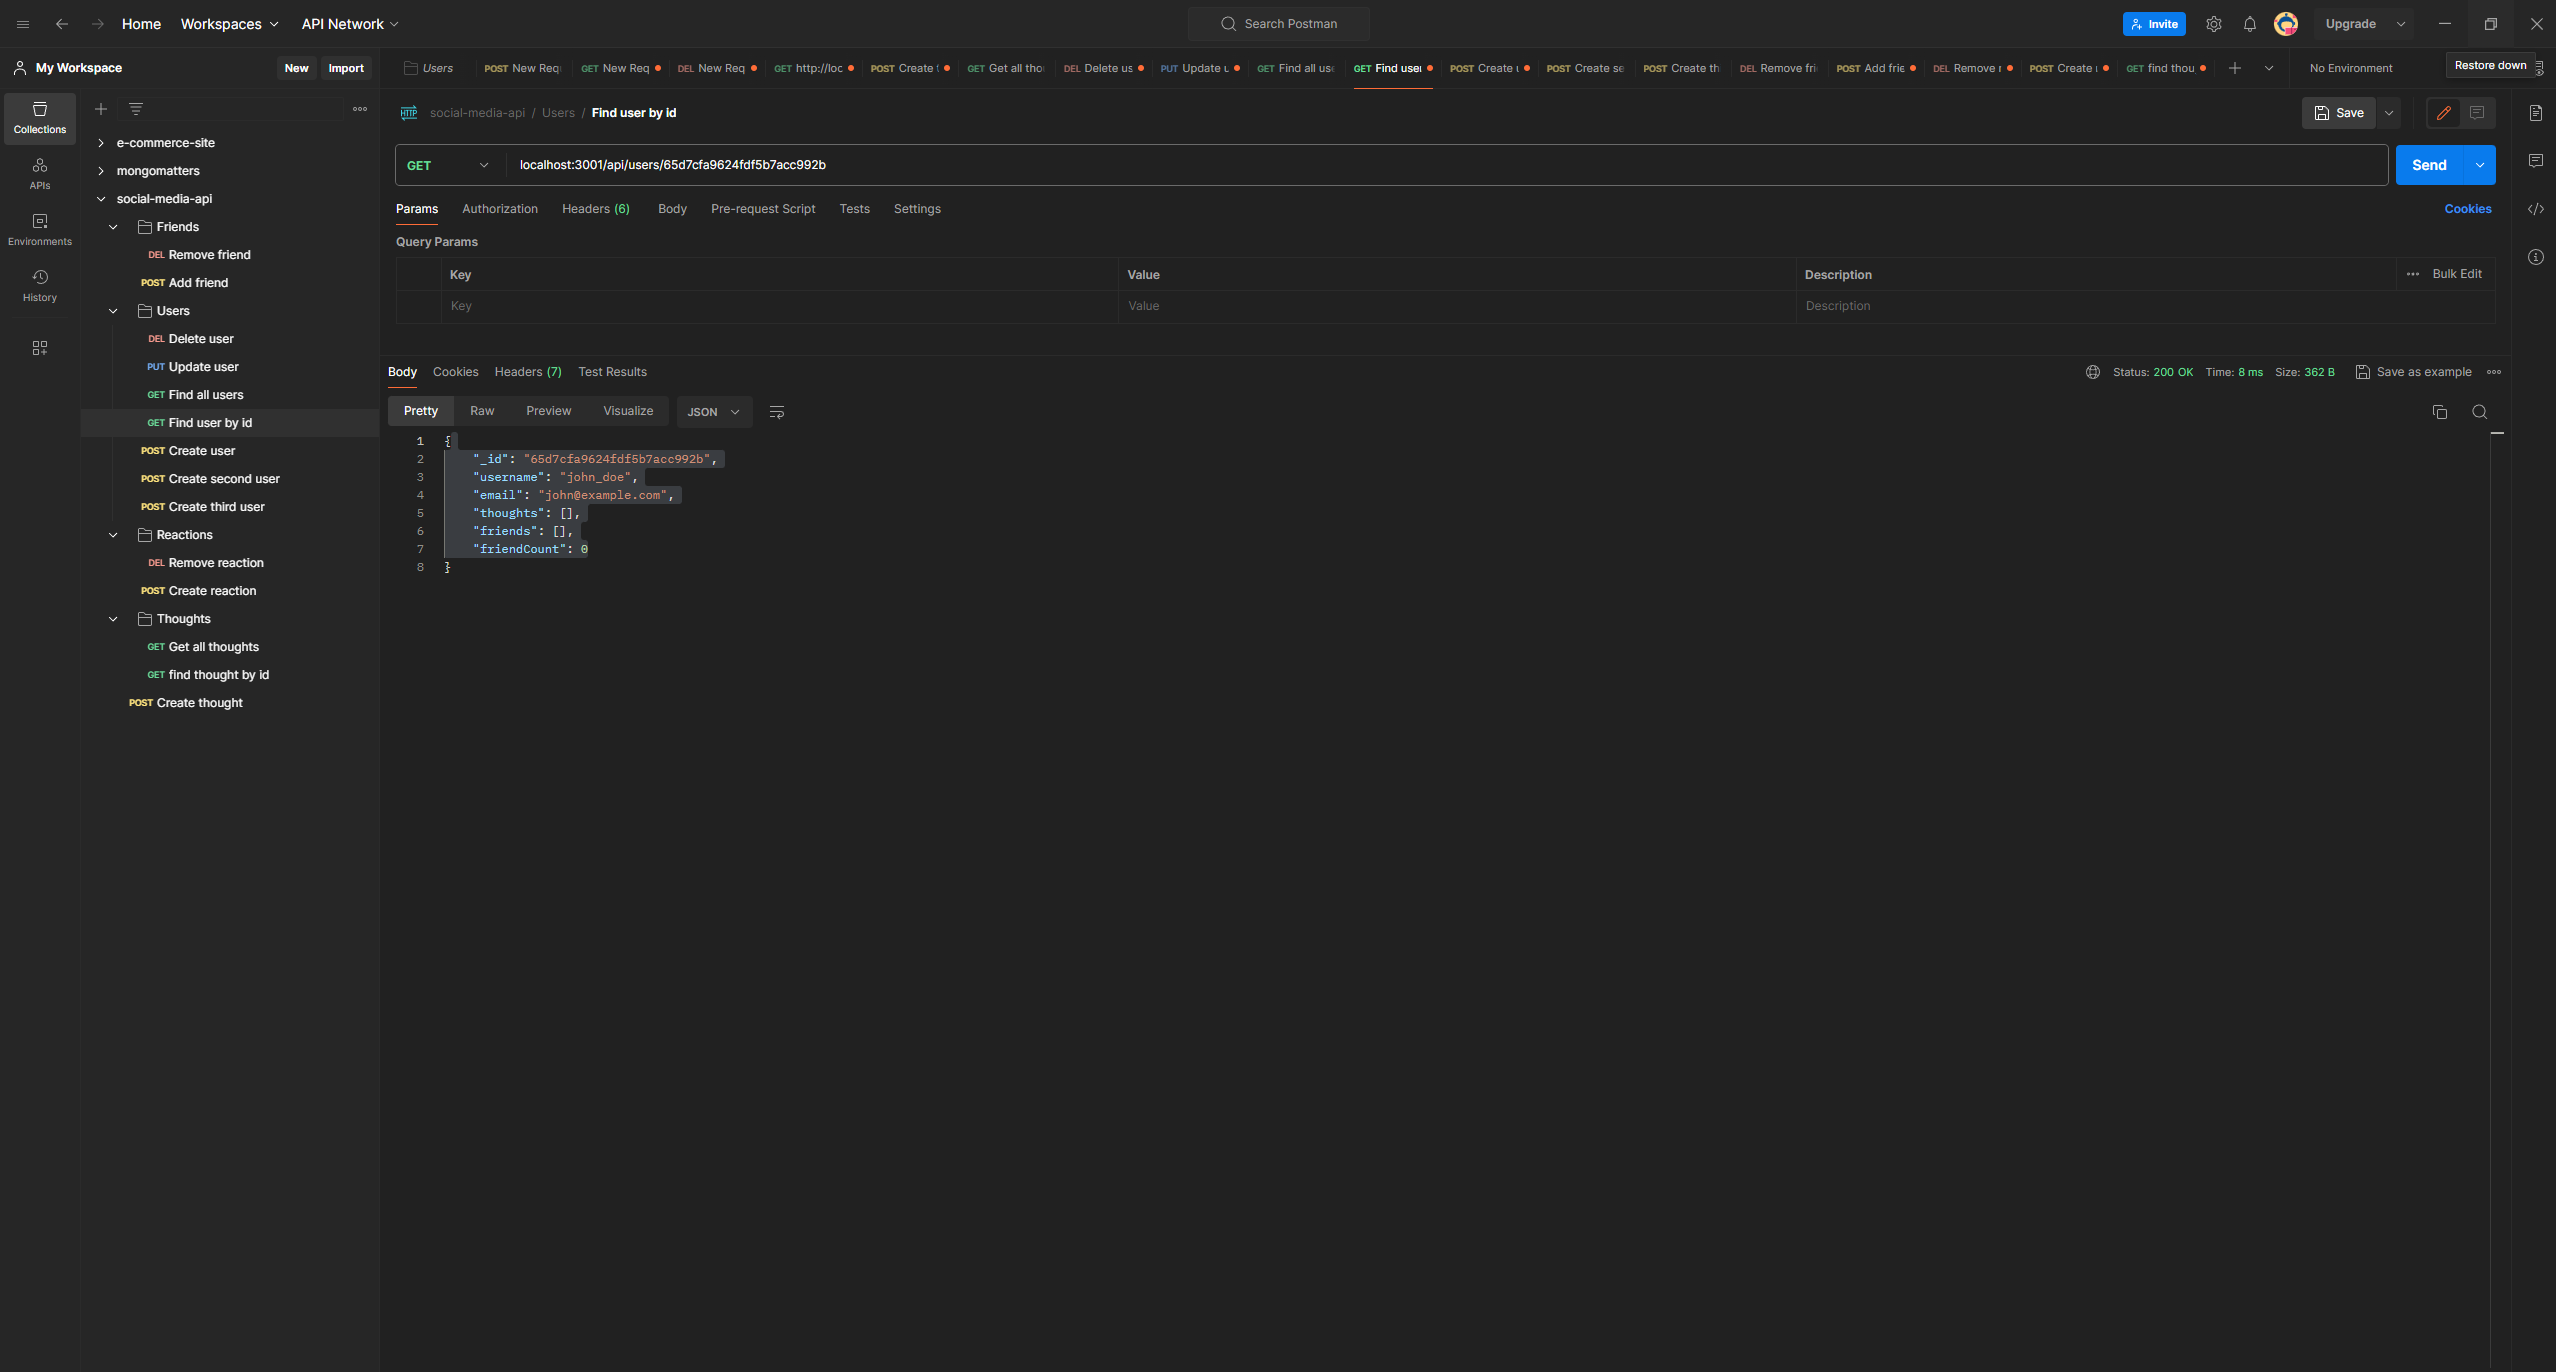 Home Workspaces API Network Search Postman Invite Upgrade
My Workspace New Import
Users POST New Req GET New Req DEL New Req GET http://loc POST Create GET Get all tho DEL Delete us PUT Update u GET Find all use GET Find user POST Create u POST Create se POST Create th DEL Remove fri POST Add frie DEL Remove r POST Create GET find thou No Environment Restore down
Collections
APIs
Environments
History
e-commerce-site
mongomatters
social-media-api
Friends
DEL Remove friend
POST Add friend
Users
DEL Delete user
PUT Update user
GET Find all users
GET Find user by id
POST Create user
POST Create second user
POST Create third user
Reactions
DEL Remove reaction
POST Create reaction
Thoughts
GET Get all thoughts
GET find thought by id
POST Create thought
HTTP social-media-api / Users / Find user by id Save
GET localhost:3001/api/users/65d7cfa9624fdf5b7acc992b Send
Params Authorization Headers (6) Body Pre-request Script Tests Settings Cookies
Query Params
Key Value Description Bulk Edit
Key Value Description
Body Cookies Headers (7) Test Results Status: 200 OK Time: 8 ms Size: 362 B Save as example
Pretty Raw Preview Visualize JSON
1 {
2 "_id": "65d7cfa9624fdf5b7acc992b",
3 "username": "john_doe",
4 "email": "john@example.com",
5 "thoughts": [],
6 "friends": [],
7 "friendCount": 0
8 }